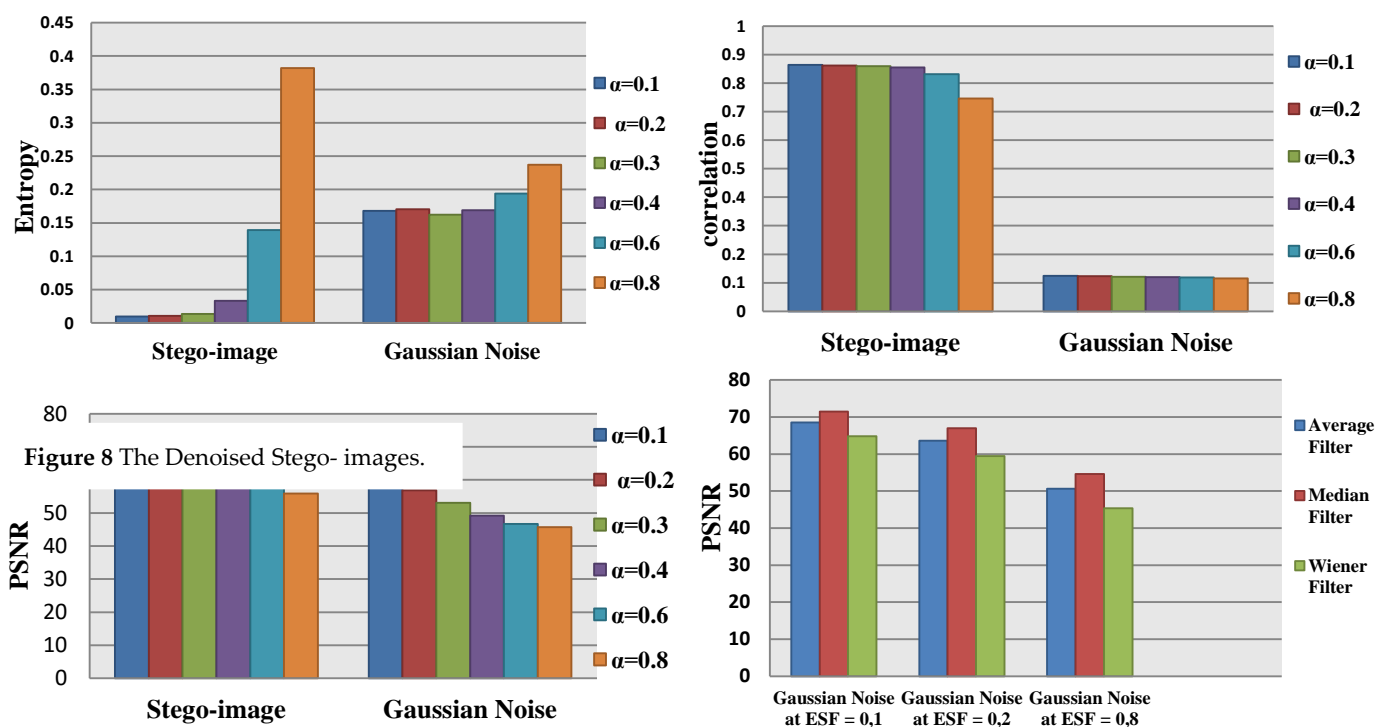 0.45
0.4
0.35
0.3
0.25
0.2
0.15
0.1
0.05
0
Entropy
Stego-image Gaussian Noise
α=0.1
α=0.2
α=0.3
α=0.4
α=0.6
α=0.8
1
0.9
0.8
0.7
0.6
0.5
0.4
0.3
0.2
0.1
0
correlation
Stego-image Gaussian Noise
α=0.1
α=0.2
α=0.3
α=0.4
α=0.6
α=0.8
80
Figure 8 The Denoised Stego- images.
50
40
30
20
10
0
PSNR
Stego-image Gaussian Noise
α=0.1
α=0.2
α=0.3
α=0.4
α=0.6
α=0.8
80
70
60
50
40
30
20
10
0
PSNR
Gaussian Noise Gaussian Noise Gaussian Noise
at ESF = 0,1 at ESF = 0,2 at ESF = 0,8
Average
Filter
Median
Filter
Wiener
Filter